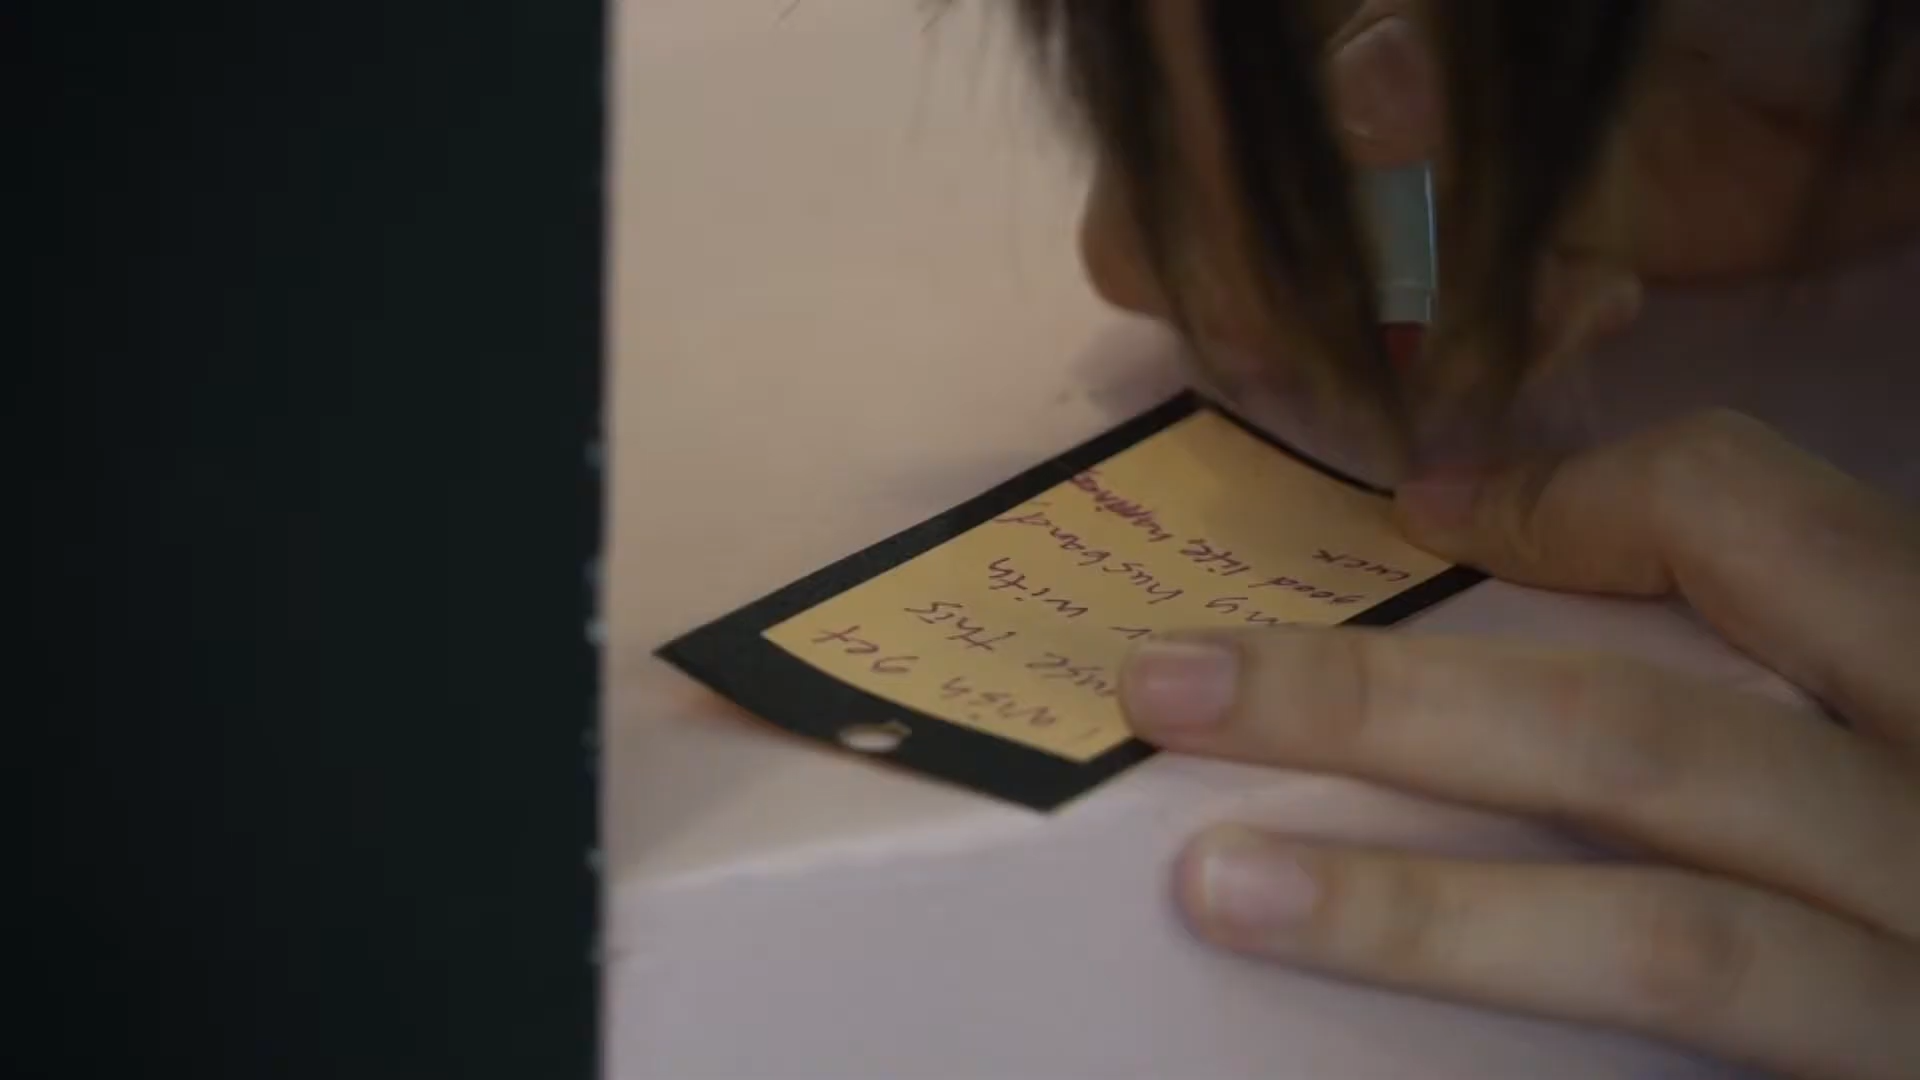 I wish get
this
with
my husband
good life
luck